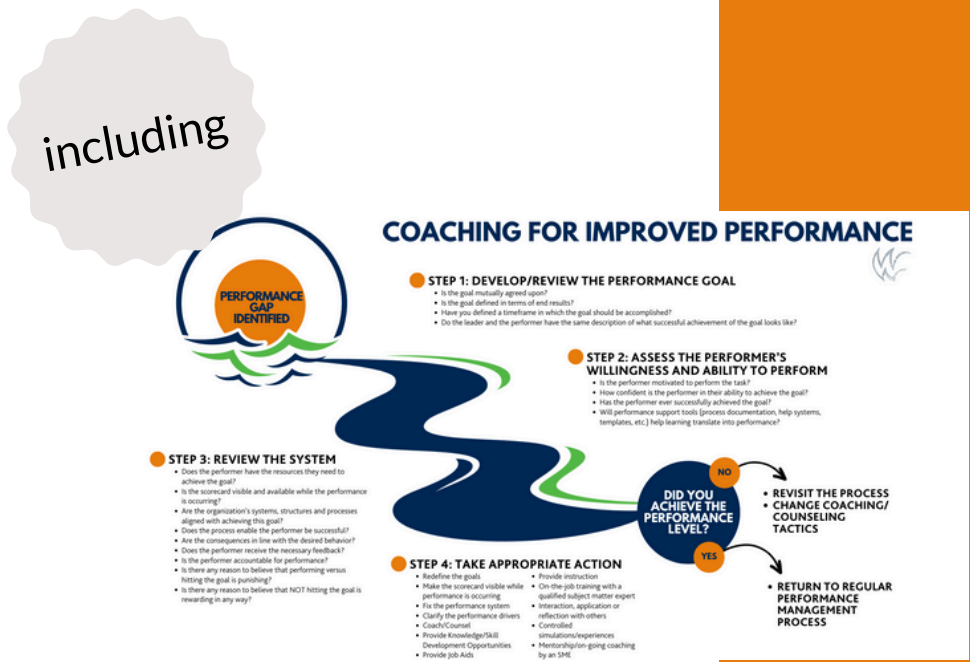 including
COACHING FOR IMPROVED PERFORMANCE
PERFORMANCE
GAP
IDENTIFIED
STEP 1: DEVELOP/REVIEW THE PERFORMANCE GOAL
• Is the goal mutually agreed upon?
• Is the goal defined in terms of end results?
• Have you defined a timeframe in which the goal should be accomplished?
• Do the leader and the performer have the same description of what successful achievement of the goal looks like?
STEP 2: ASSESS THE PERFORMER'S
WILLINGNESS AND ABILITY TO PERFORM
• Is the performer motivated to perform the task?
• How confident is the performer in their ability to achieve the goal?
• Has the performer ever successfully achieved the goal?
• Will performance support tools (process documentation, help systems,
templates, etc.) help learning translate into performance?
STEP 3: REVIEW THE SYSTEM
• Does the performer have the resources they need to
achieve the goal?
• Is the scorecard visible and available while the performance
is occurring?
• Are the organization's systems, structures and processes
aligned with achieving this goal?
• Does the process enable the performer be successful?
• Are the consequences in line with the desired behavior?
• Does the performer receive the necessary feedback?
• Is the performer accountable for performance?
• Is there any reason to believe that performing versus
hitting the goal is punishing?
• Is there any reason to believe that NOT hitting the goal is
rewarding in any way?
STEP 4: TAKE APPROPRIATE ACTION
• Redefine the goals
• Make the scorecard visible while
performance is occurring
• Fix the performance system
• Clarify the performance drivers
• Coach/Counsel
• Provide Knowledge/Skill
Development Opportunities
• Provide Job Aids
• Provide instruction
• On-the-job training with a
qualified subject matter expert
• Interaction, application or
reflection with others
• Controlled
simulations/experiences
• Mentorship/on-going coaching
by an SME
DID YOU
ACHIEVE THE
PERFORMANCE
LEVEL?
NO
• REVISIT THE PROCESS
• CHANGE COACHING/
COUNSELING
TACTICS
YES
• RETURN TO REGULAR
PERFORMANCE
MANAGEMENT
PROCESS